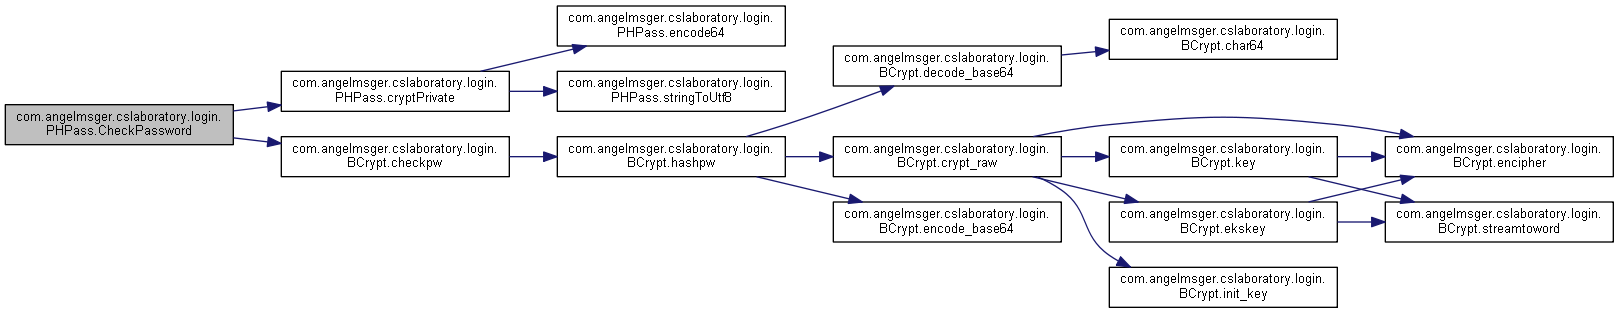 com.angelmsger.cslaboratory.login.
PHPass.CheckPassword
com.angelmsger.cslaboratory.login.
PHPass.cryptPrivate
com.angelmsger.cslaboratory.login.
BCrypt.checkpw
com.angelmsger.cslaboratory.login.
PHPass.encode64
com.angelmsger.cslaboratory.login.
PHPass.stringToUtf8
com.angelmsger.cslaboratory.login.
BCrypt.hashpw
com.angelmsger.cslaboratory.login.
BCrypt.decode_base64
com.angelmsger.cslaboratory.login.
BCrypt.crypt_raw
com.angelmsger.cslaboratory.login.
BCrypt.encode_base64
com.angelmsger.cslaboratory.login.
BCrypt.char64
com.angelmsger.cslaboratory.login.
BCrypt.key
com.angelmsger.cslaboratory.login.
BCrypt.ekskey
com.angelmsger.cslaboratory.login.
BCrypt.init_key
com.angelmsger.cslaboratory.login.
BCrypt.encipher
com.angelmsger.cslaboratory.login.
BCrypt.streamtoword